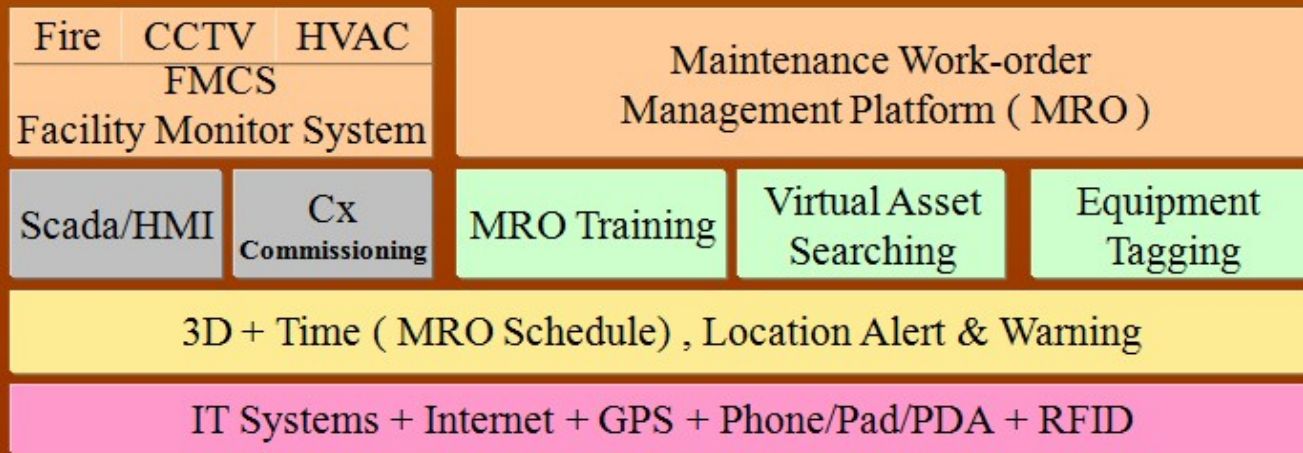 Fire CCTV HVAC
FMCS
Facility Monitor System
Maintenance Work-order
Management Platform ( MRO )
Scada/HMI
Cx
Commissioning
MRO Training
Virtual Asset
Searching
Equipment
Tagging
3D + Time ( MRO Schedule) , Location Alert & Warning
IT Systems + Internet + GPS + Phone/Pad/PDA + RFID